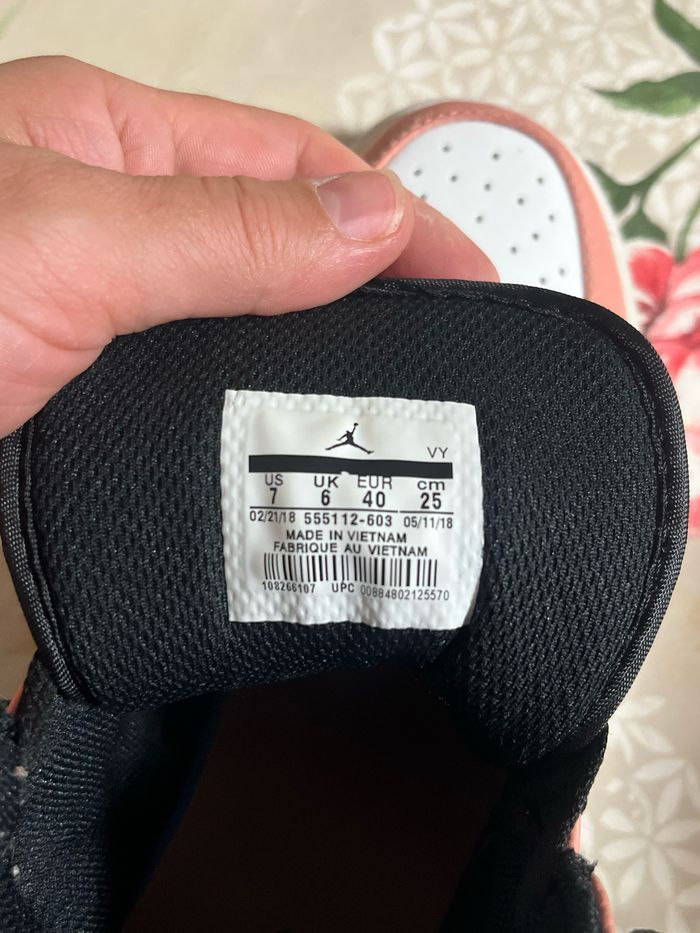 VY
US UK EUR cm
7 6 40 25
02/21/18 555112-603 05/11/18
MADE IN VIETNAM
FABRIQUE AU VIETNAM
108266107 UPC 00884802125570